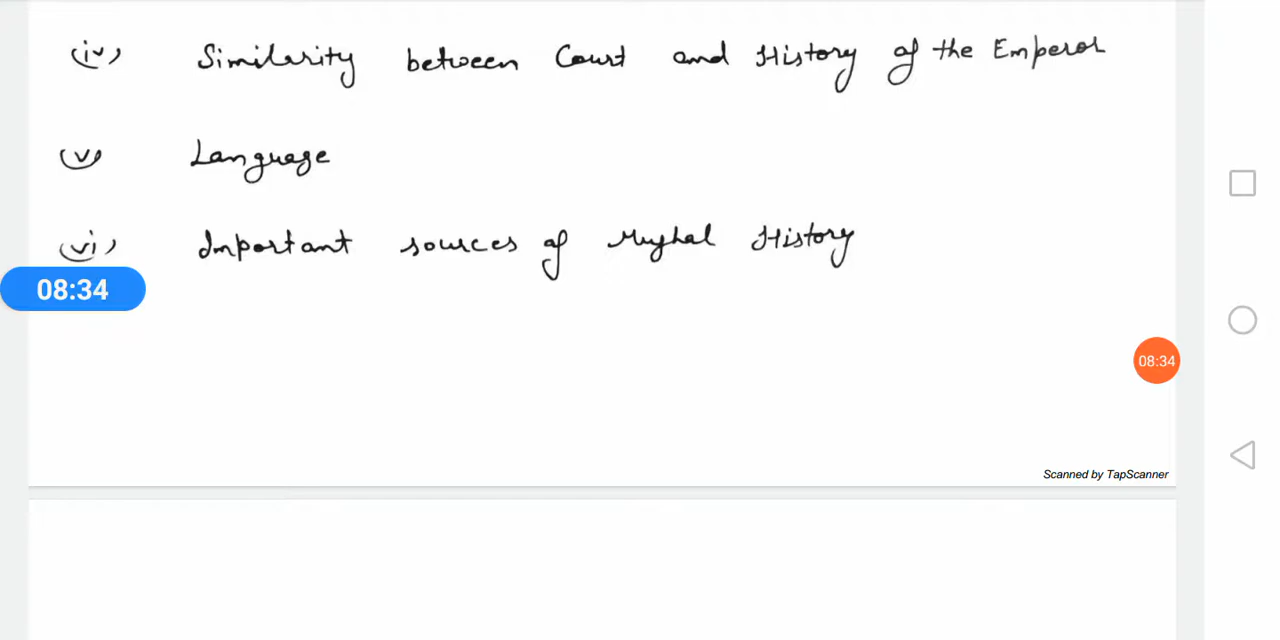 (iv) Similarity between Court and History of the Emperor
(v) Language
(vi) Important sources of Mughal History
08:34
08:34
Scanned by TapScanner